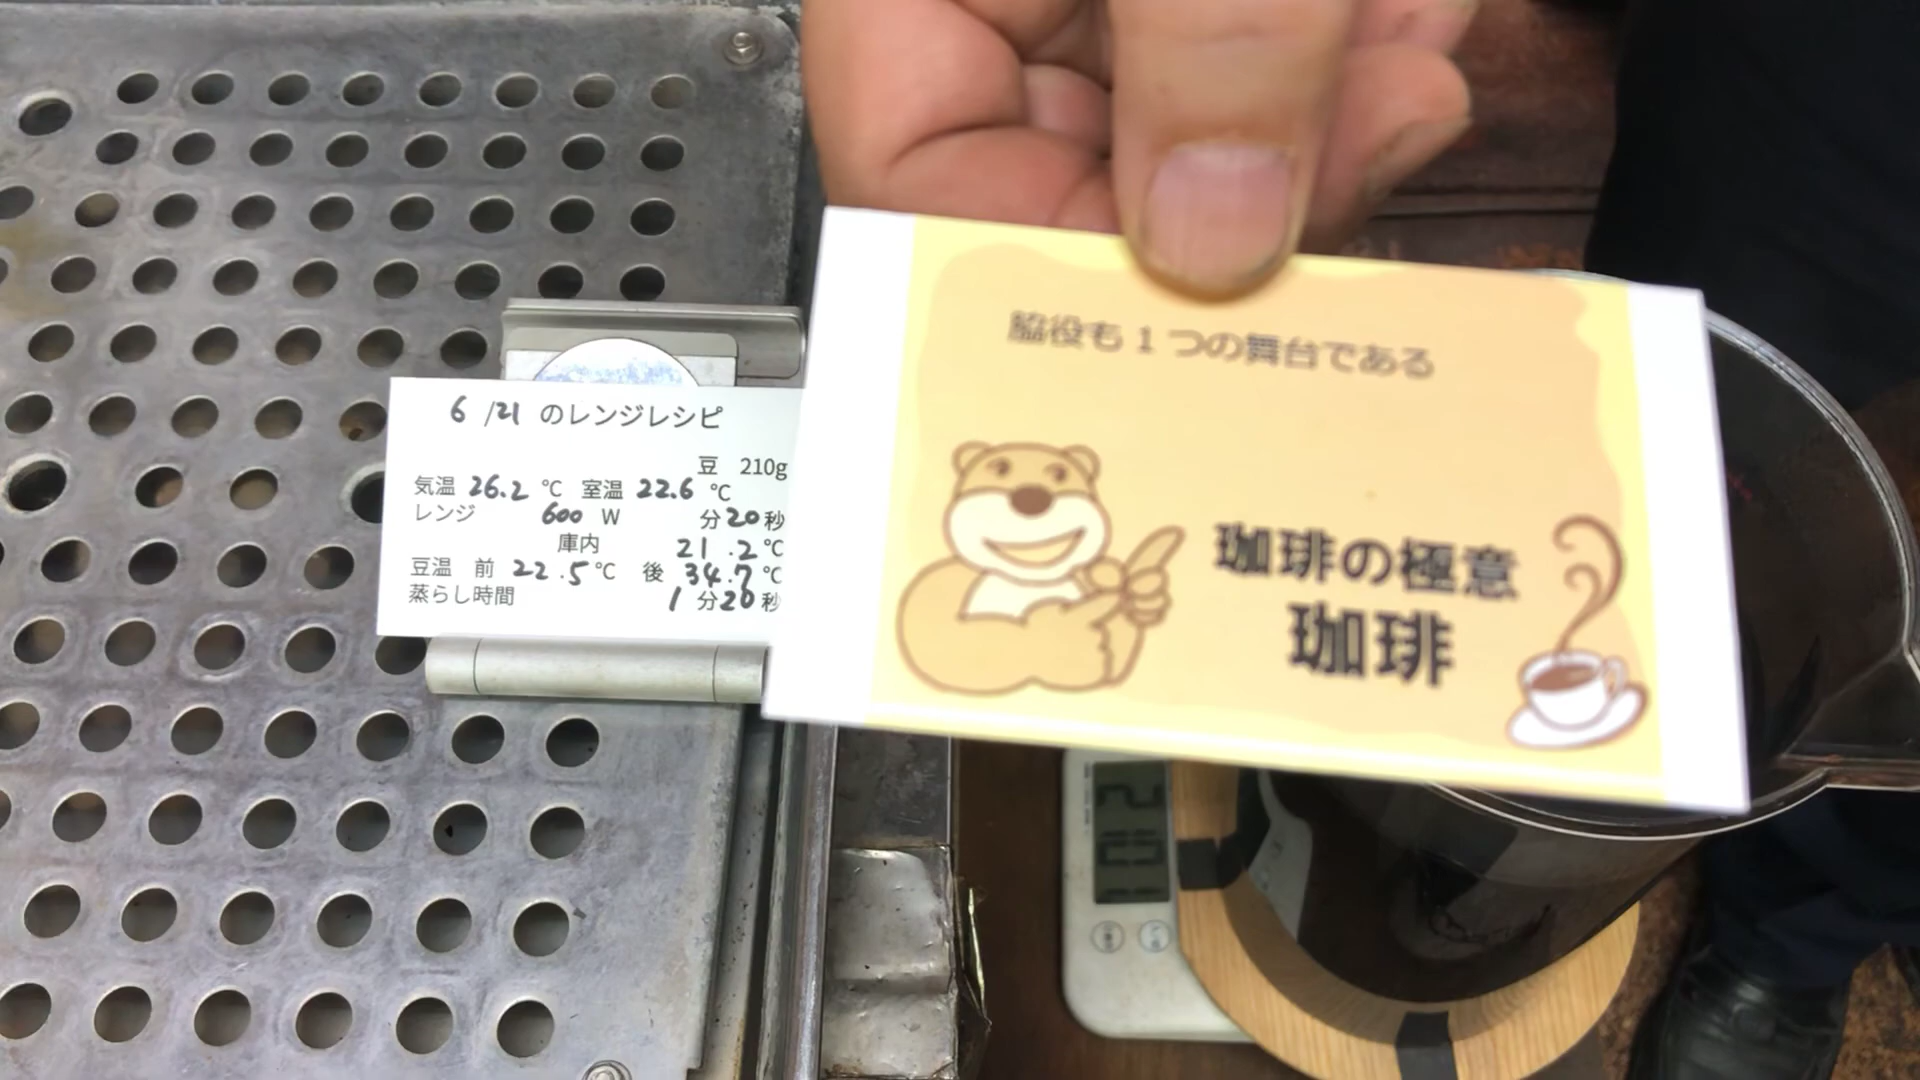 6/21 のレンジレシピ
豆 210g
気温 26.2 ℃ 室温 22.6 ℃
レンジ 600 W 分20秒
庫内 21.2℃
豆温 前 22.5℃ 後 34.7℃
蒸らし時間 1分20秒
脇役も1つの舞台である
珈琲の極意
珈琲